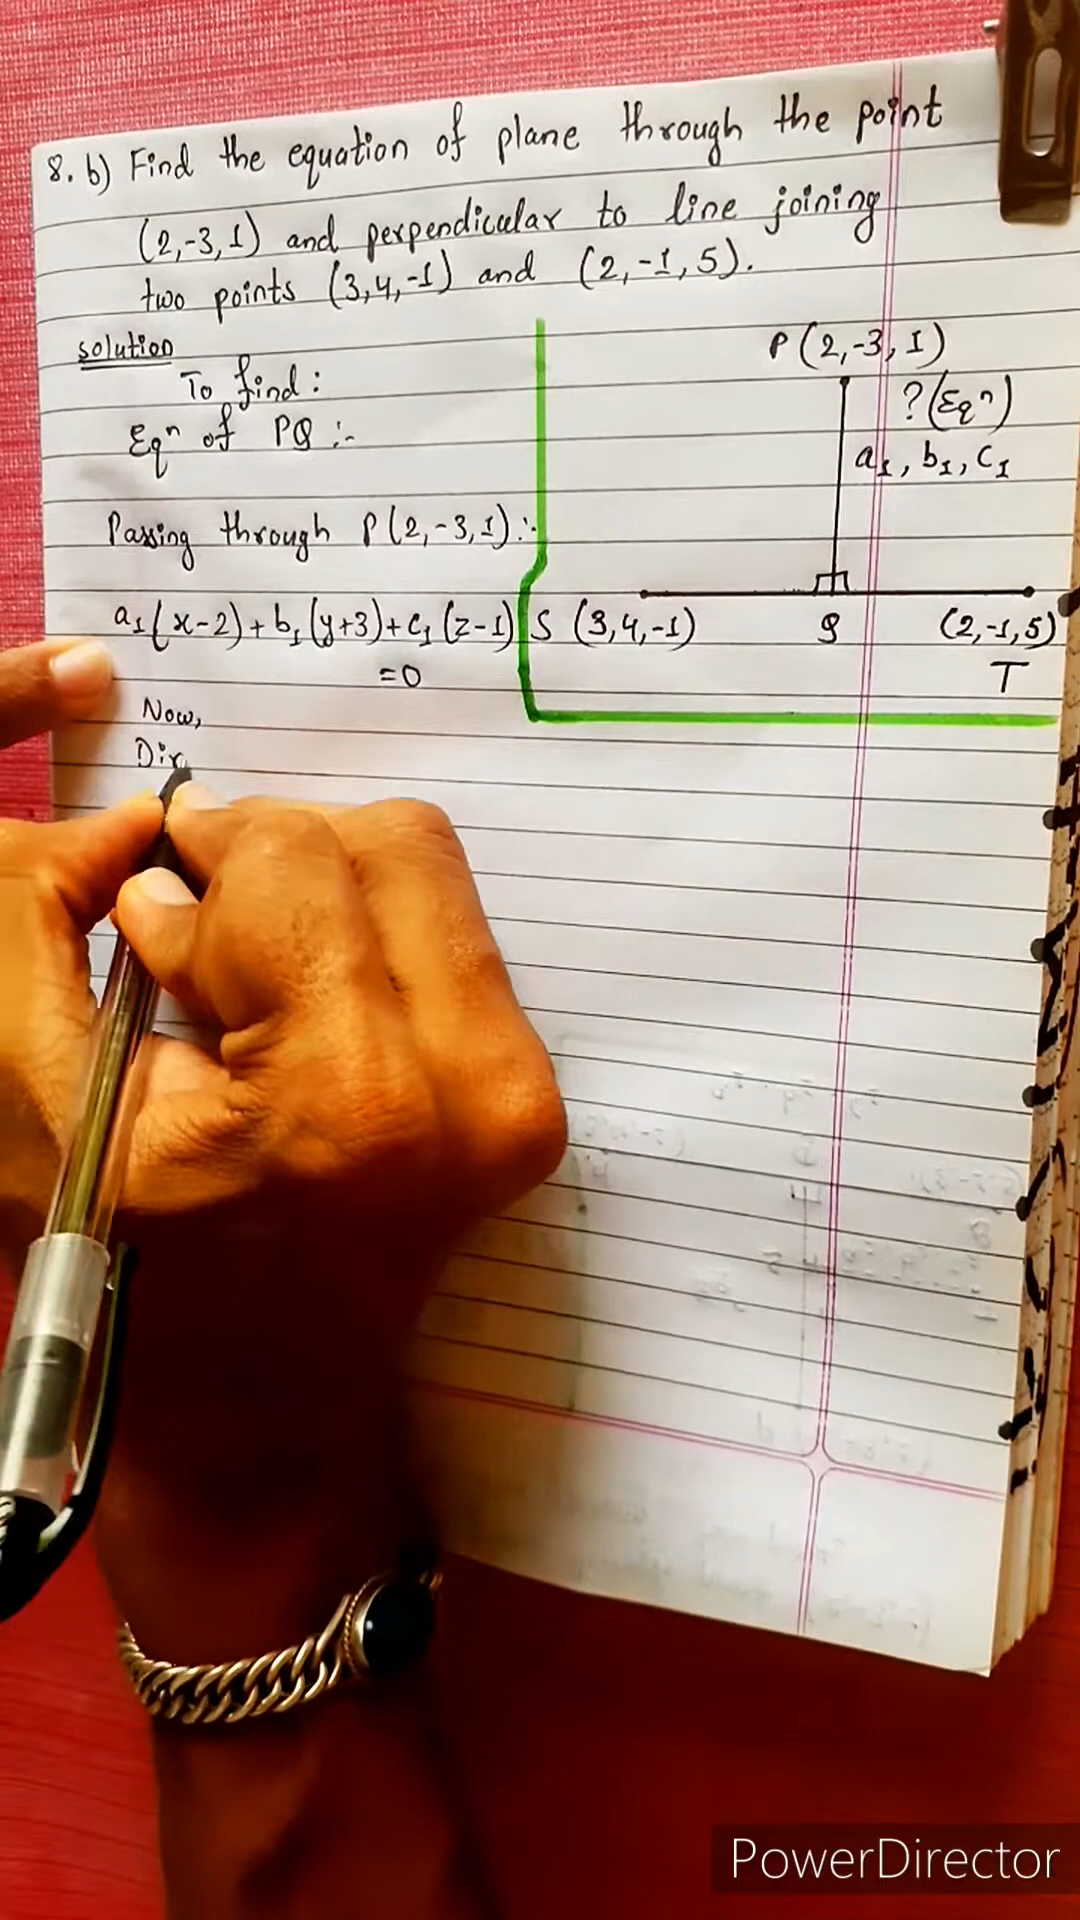 8. b) Find the equation of plane through the point
(2,-3,1) and perpendicular to line joining
two points (3,4,-1) and (2,-1,5).
solution
To find:
Eqⁿ of PQ :-
Passing through P(2,-3,1):-
a₁(x-2)+b₁(y+3)+c₁(z-1)
=0
Now,
Dir
P(2,-3,1)
?(Eqⁿ)
a₁, b₁, c₁
S (3,4,-1) Q (2,-1,5)
T
PowerDirector